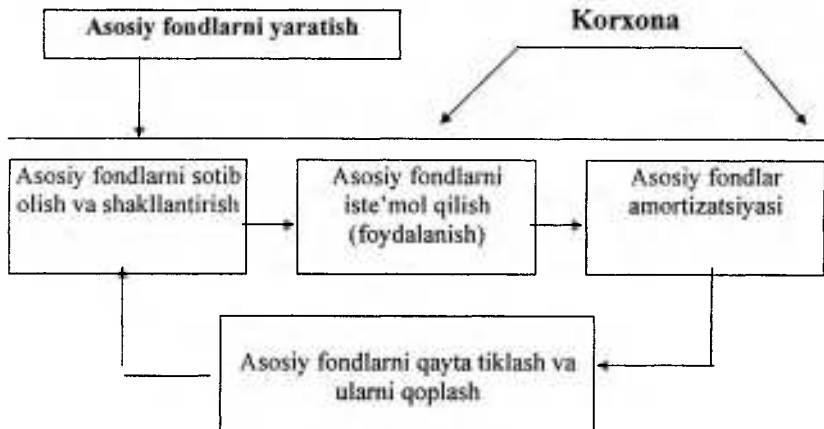 Asosiy fondlarni yaratish
Korxona
Asosiy fondlarni sotib
olish va shakllantirish
Asosiy fondlarni
iste’mol qilish
(foydalanish)
Asosiy fondlar
amortizatsiyasi
Asosiy fondlarni qayta tiklash va
ularni qoplash